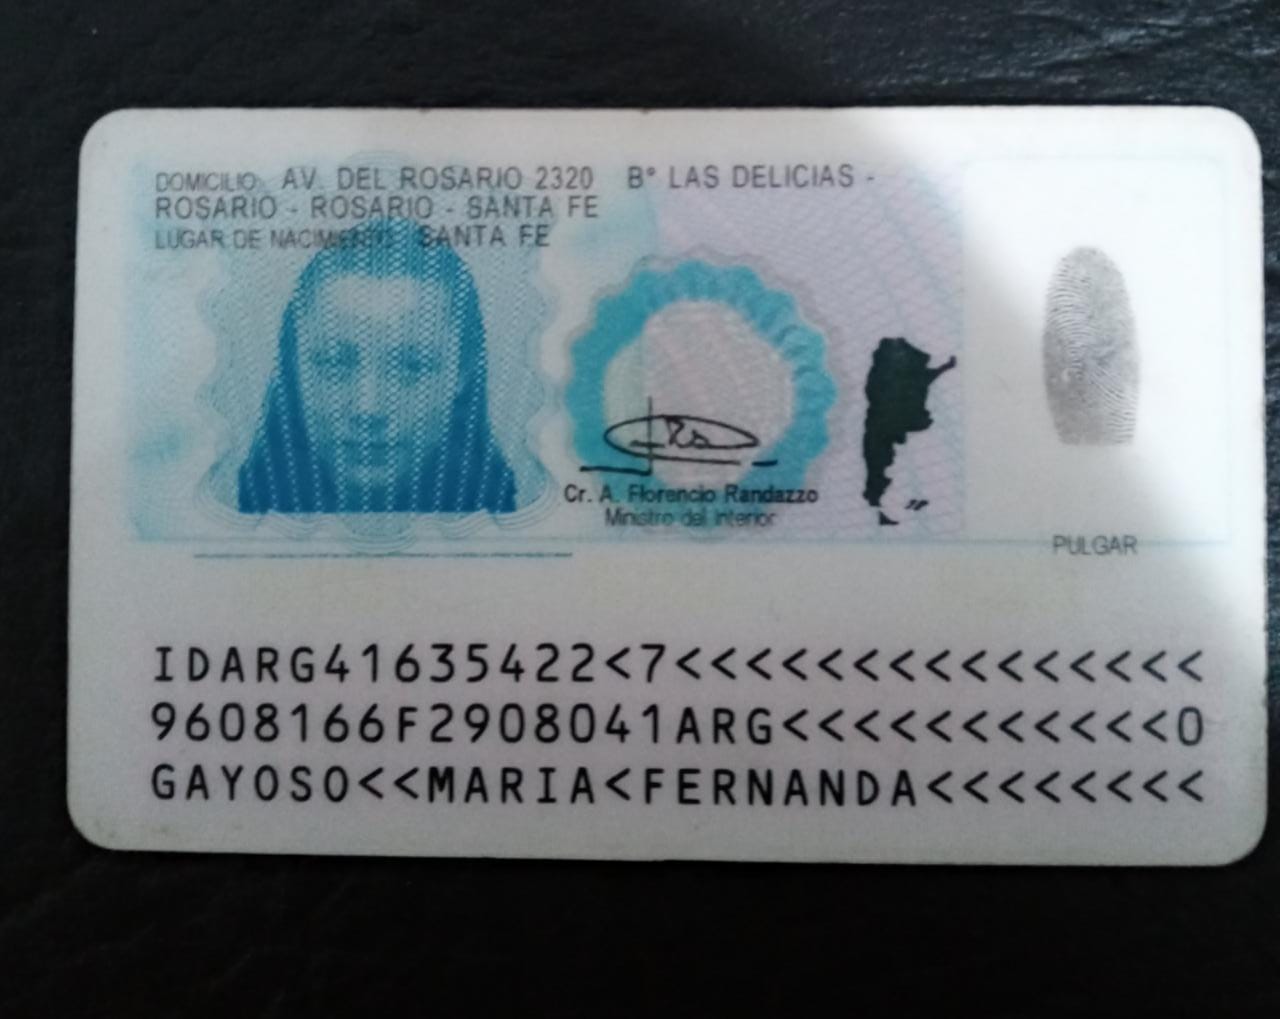 DOMICILIO: AV. DEL ROSARIO 2320 B° LAS DELICIAS -
ROSARIO - ROSARIO - SANTA FE
LUGAR DE NACIMIENTO: SANTA FE
Cr. A. Florencio Randazzo
Ministro del Interior
PULGAR
IDARG41635422<7<<<<<<<<<<<<<<<
9608166F2908041ARG<<<<<<<<<<<0
GAYOSO<<MARIA<FERNANDA<<<<<<<<